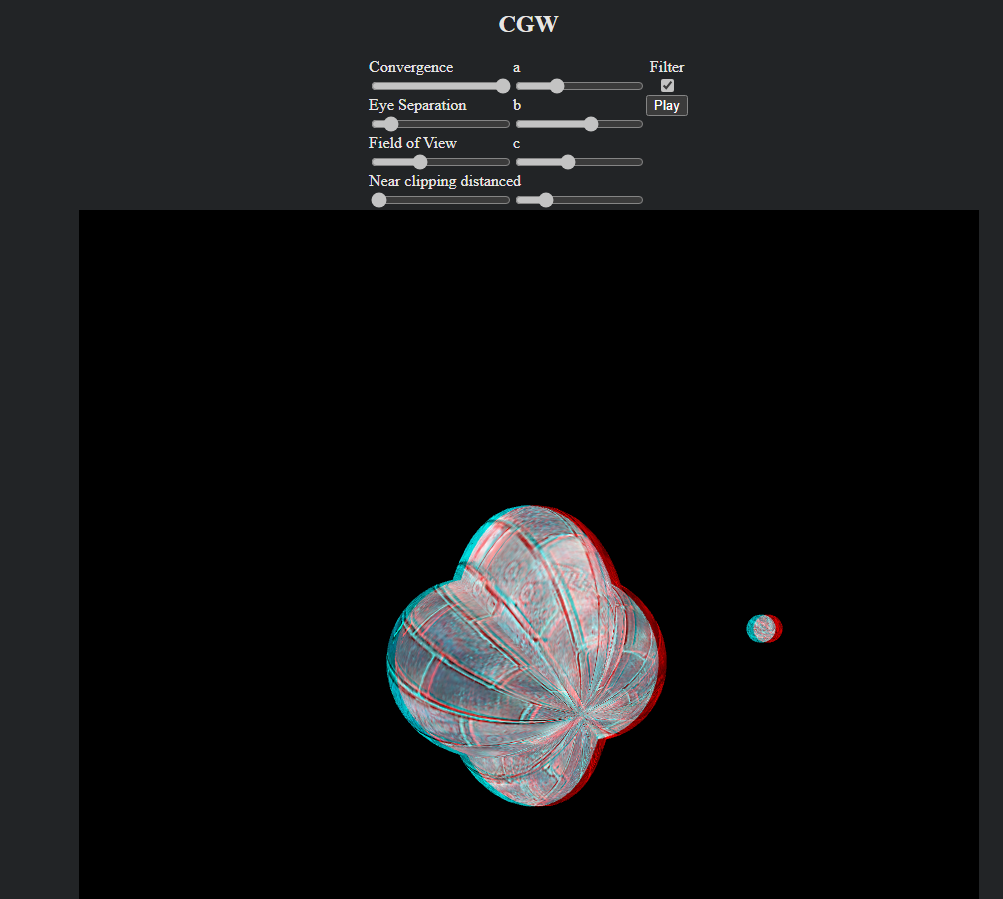 CGW
Convergence a Filter
Eye Separation b Play
Field of View c
Near clipping distanced